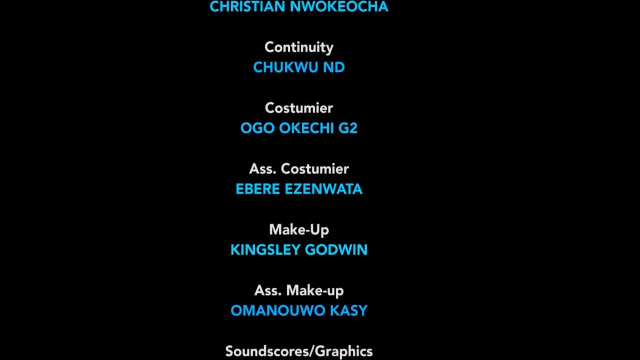 CHRISTIAN NWOKEOCHA
Continuity
CHUKWU ND
Costumier
OGO OKECHI G2
Ass. Costumier
EBERE EZENWATA
Make-Up
KINGSLEY GODWIN
Ass. Make-up
OMANOUWO KASY
Soundscores/Graphics